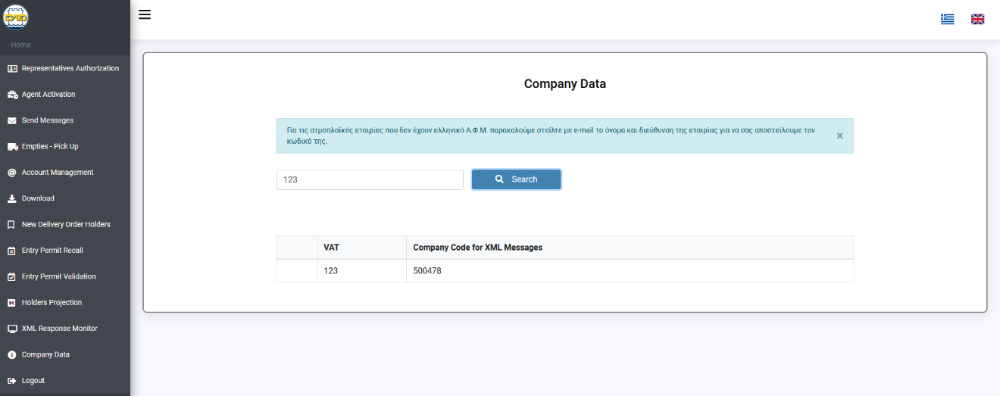 ΟΛΘ
Home
Representatives Authorization
Agent Activation
Send Messages
Empties - Pick Up
Account Management
Download
New Delivery Order Holders
Entry Permit Recall
Entry Permit Validation
Holders Projection
XML Response Monitor
Company Data
Logout
Company Data
Για τις ατμοπλοϊκές εταιρίες που δεν έχουν ελληνικό Α.Φ.Μ. παρακαλούμε στείλτε με e-mail το όνομα και διεύθυνση της εταιρίας για να σας αποστείλουμε τον
κωδικό της.
123
Search
VAT Company Code for XML Messages
123 500478